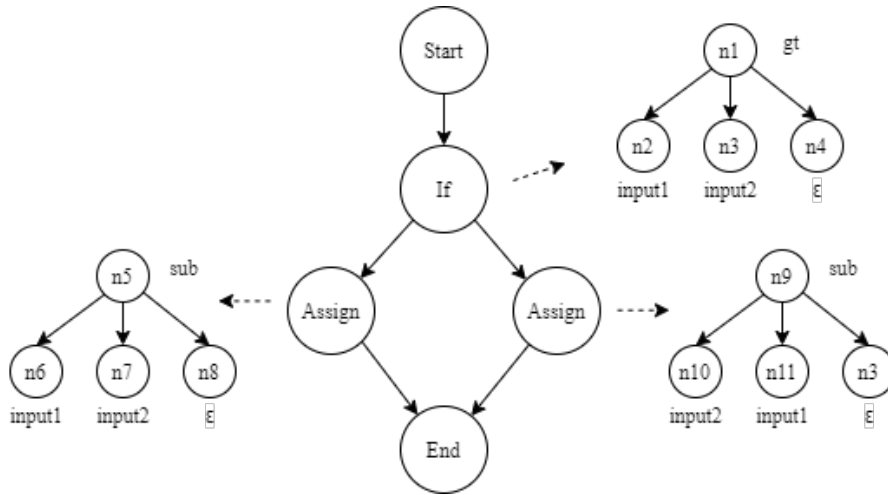 Start
n1 gt
n2 n3 n4
input1 input2 ε
If
n5 sub
n6 n7 n8
input1 input2 ε
Assign Assign
n9 sub
n10 n11 n3
input2 input1 ε
End